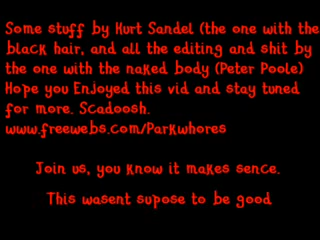 Some stuff by Kurt Sandel (the one with the
black hair, and all the editing and shit by
the one with the naked body (Peter Poole)
Hope you Enjoyed this vid and stay tuned
for more. Scadoosh.
www.freewebs.com/Parkwhores
Join us, you know it makes sence.
This wasent supose to be good